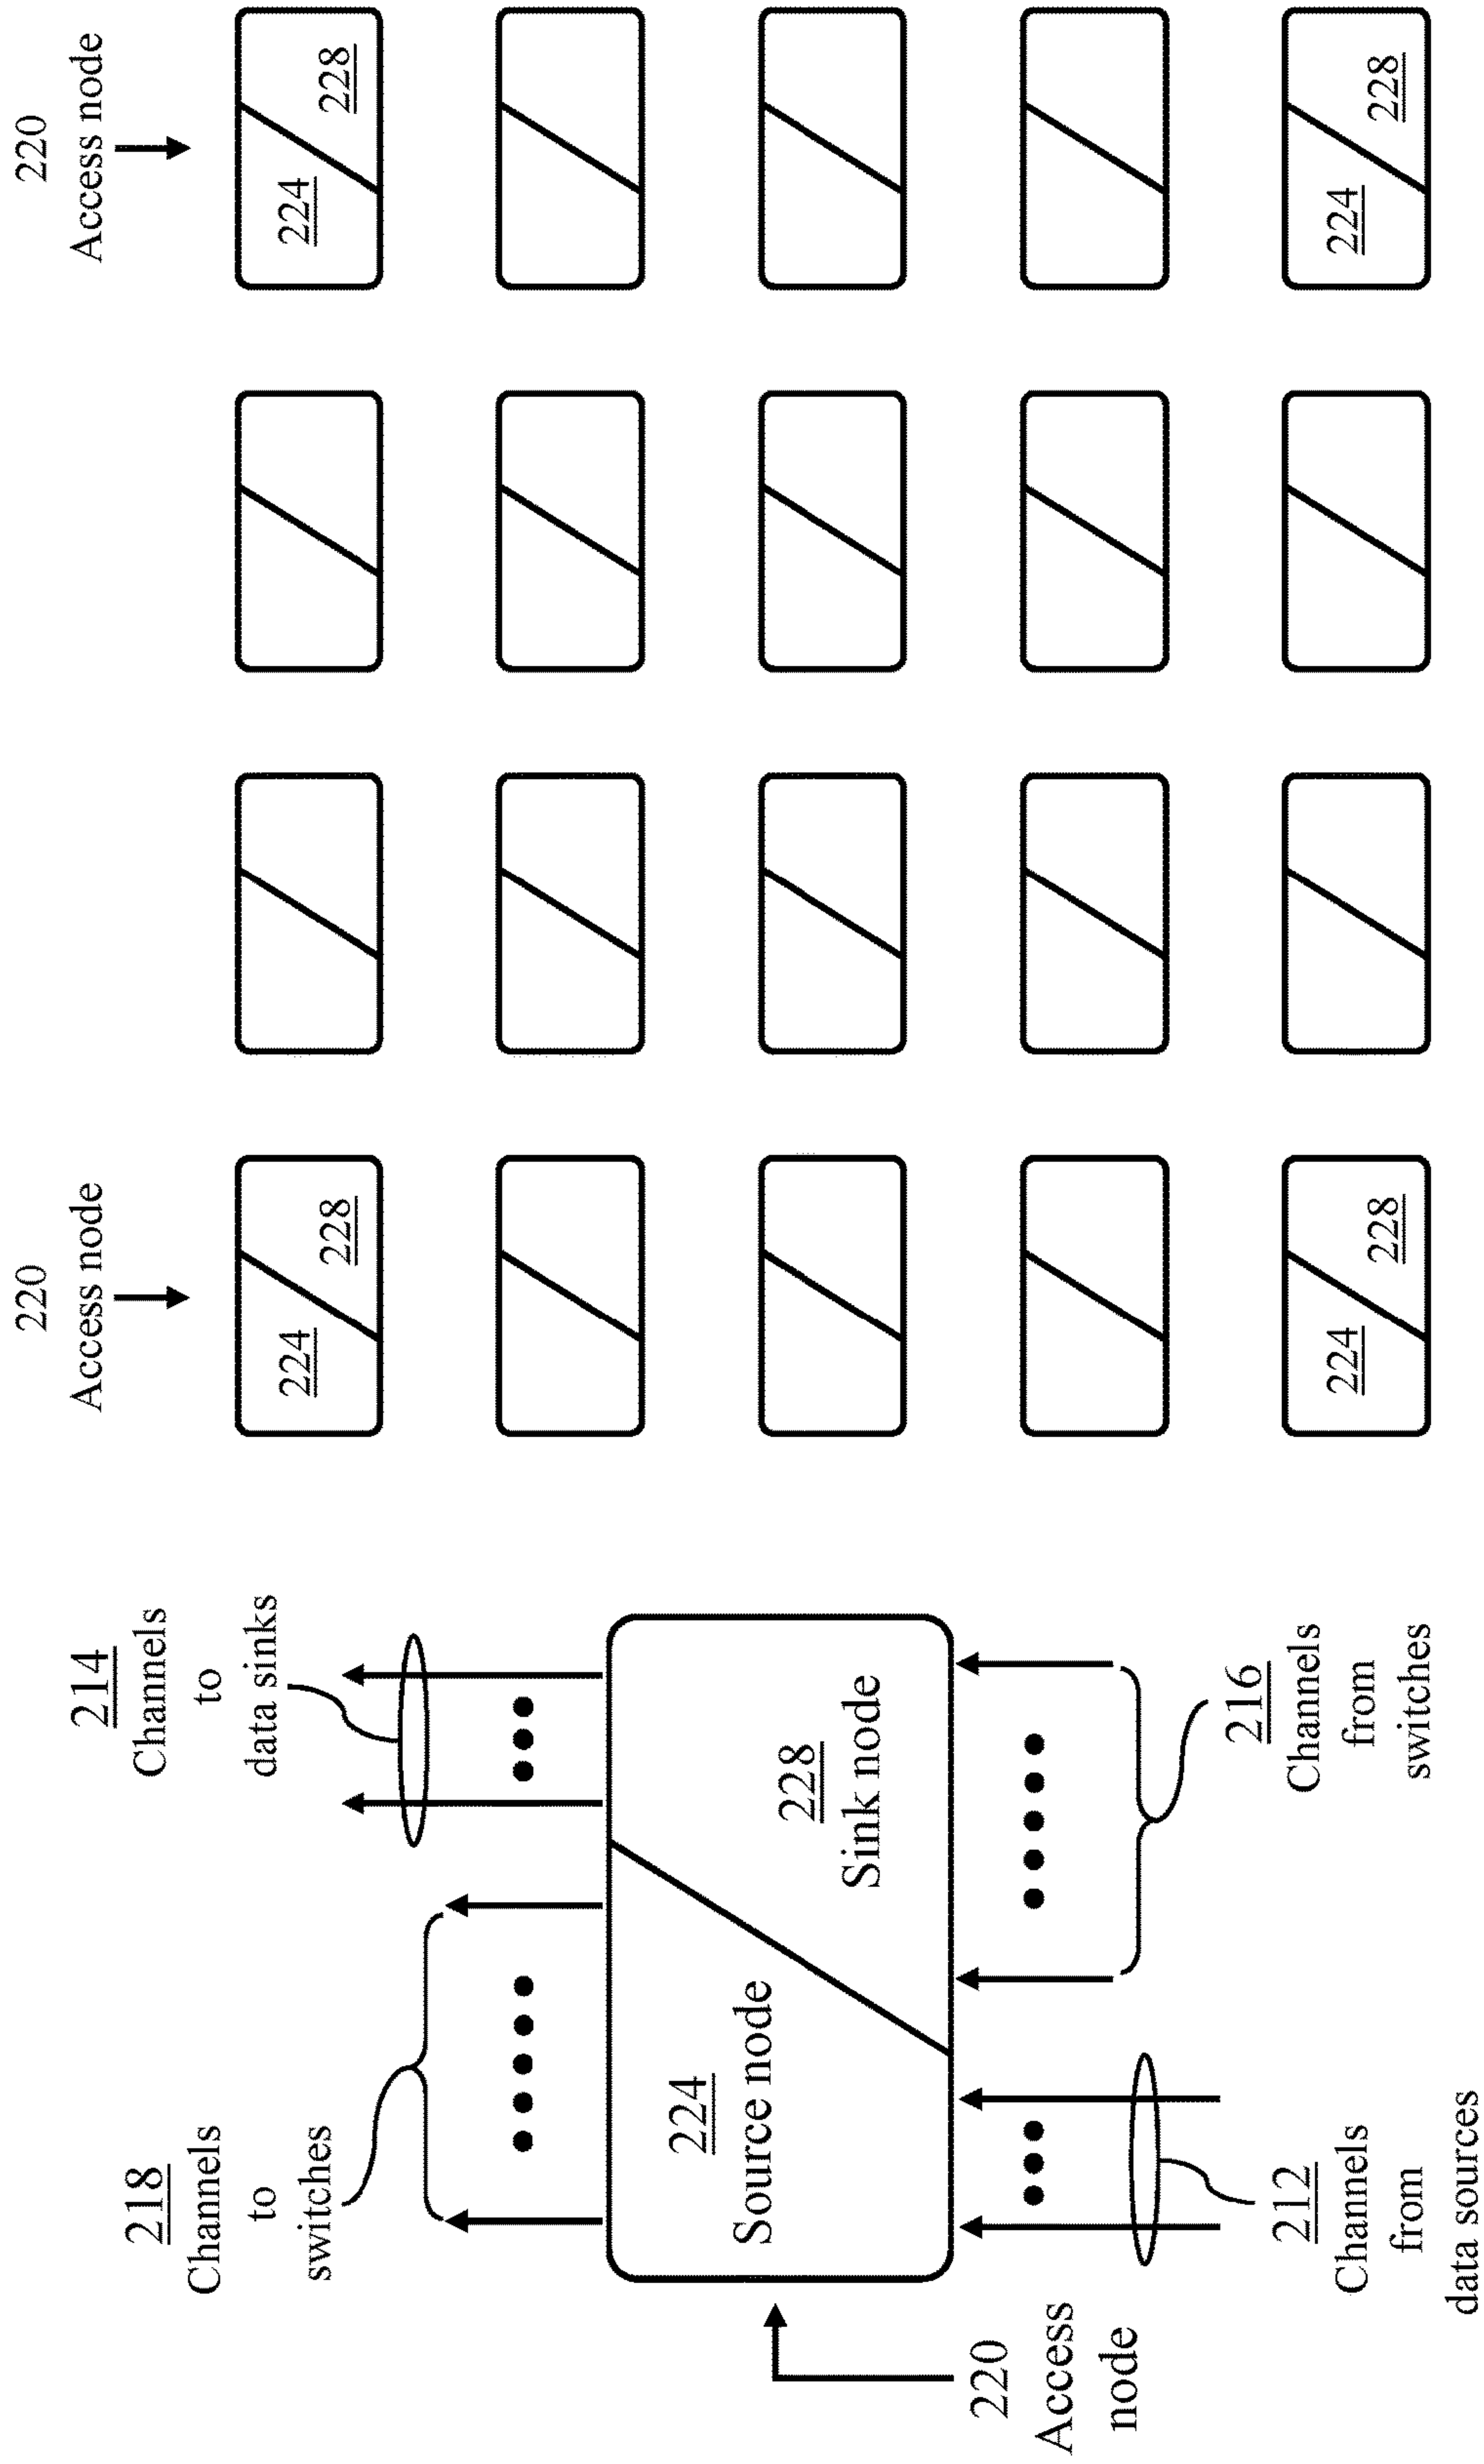 218
Channels
to
switches
214
Channels
to
data sinks
224
Source node
228
Sink node
220
Access
node
212
Channels
from
data sources
216
Channels
from
switches
220
Access node
220
Access node
224
228
224
228
224
228
224
228